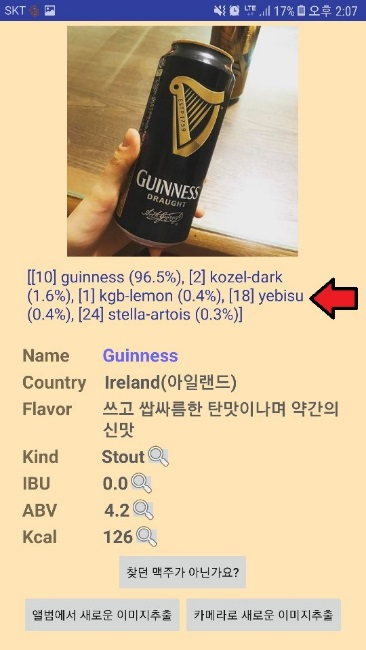 SKT LTE 17% 오후 2:07
EST.D 1759
GUINNESS
DRAUGHT
[[10] guinness (96.5%), [2] kozel-dark
(1.6%), [1] kgb-lemon (0.4%), [18] yebisu
(0.4%), [24] stella-artois (0.3%)]
Name Guinness
Country Ireland(아일랜드)
Flavor 쓰고 쌉싸름한 탄맛이나며 약간의
신맛
Kind Stout
IBU 0.0
ABV 4.2
Kcal 126
찾던 맥주가 아닌가요?
앨범에서 새로운 이미지추출 카메라로 새로운 이미지추출